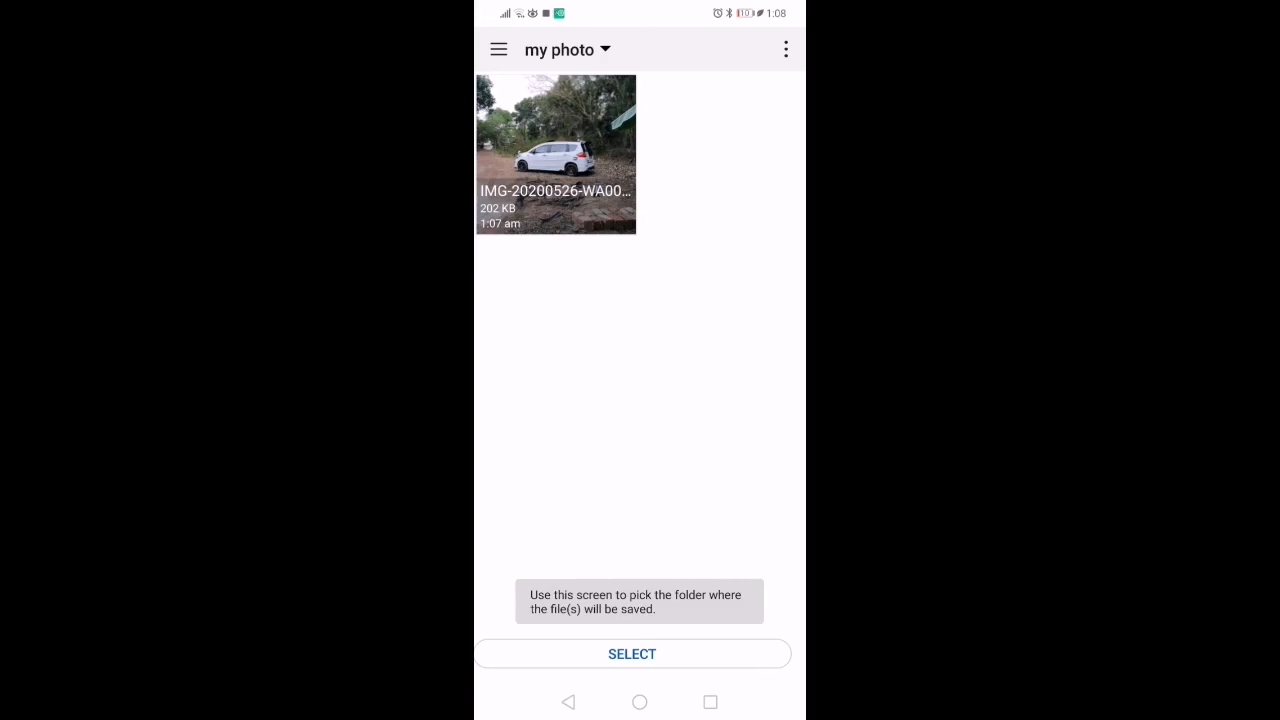 10 1:08
my photo
IMG-20200526-WA00...
202 KB
1:07 am
Use this screen to pick the folder where
the file(s) will be saved.
SELECT